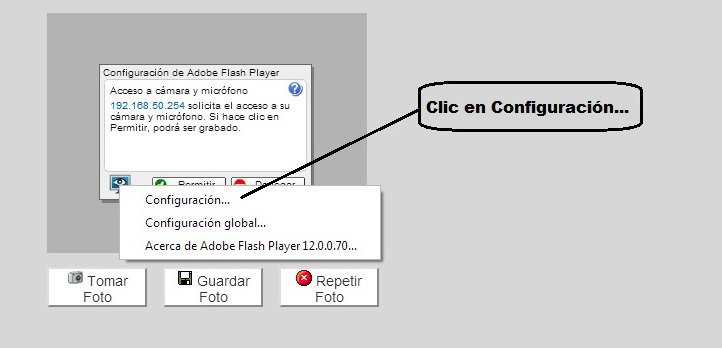 Configuración de Adobe Flash Player
Acceso a cámara y micrófono
192.168.50.254 solicita el acceso a su
cámara y micrófono. Si hace clic en
Permitir, podrá ser grabado.
Permitir
Denegar
Clic en Configuración...
Configuración...
Configuración global...
Acerca de Adobe Flash Player 12.0.0.70...
Tomar
Foto
Guardar
Foto
Repetir
Foto